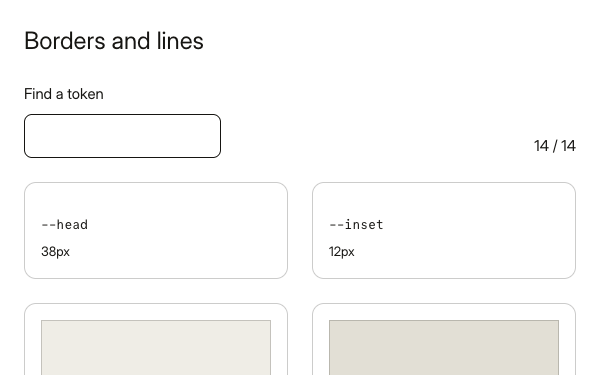 Borders and lines
Find a token
14 / 14
--head
38px
--inset
12px